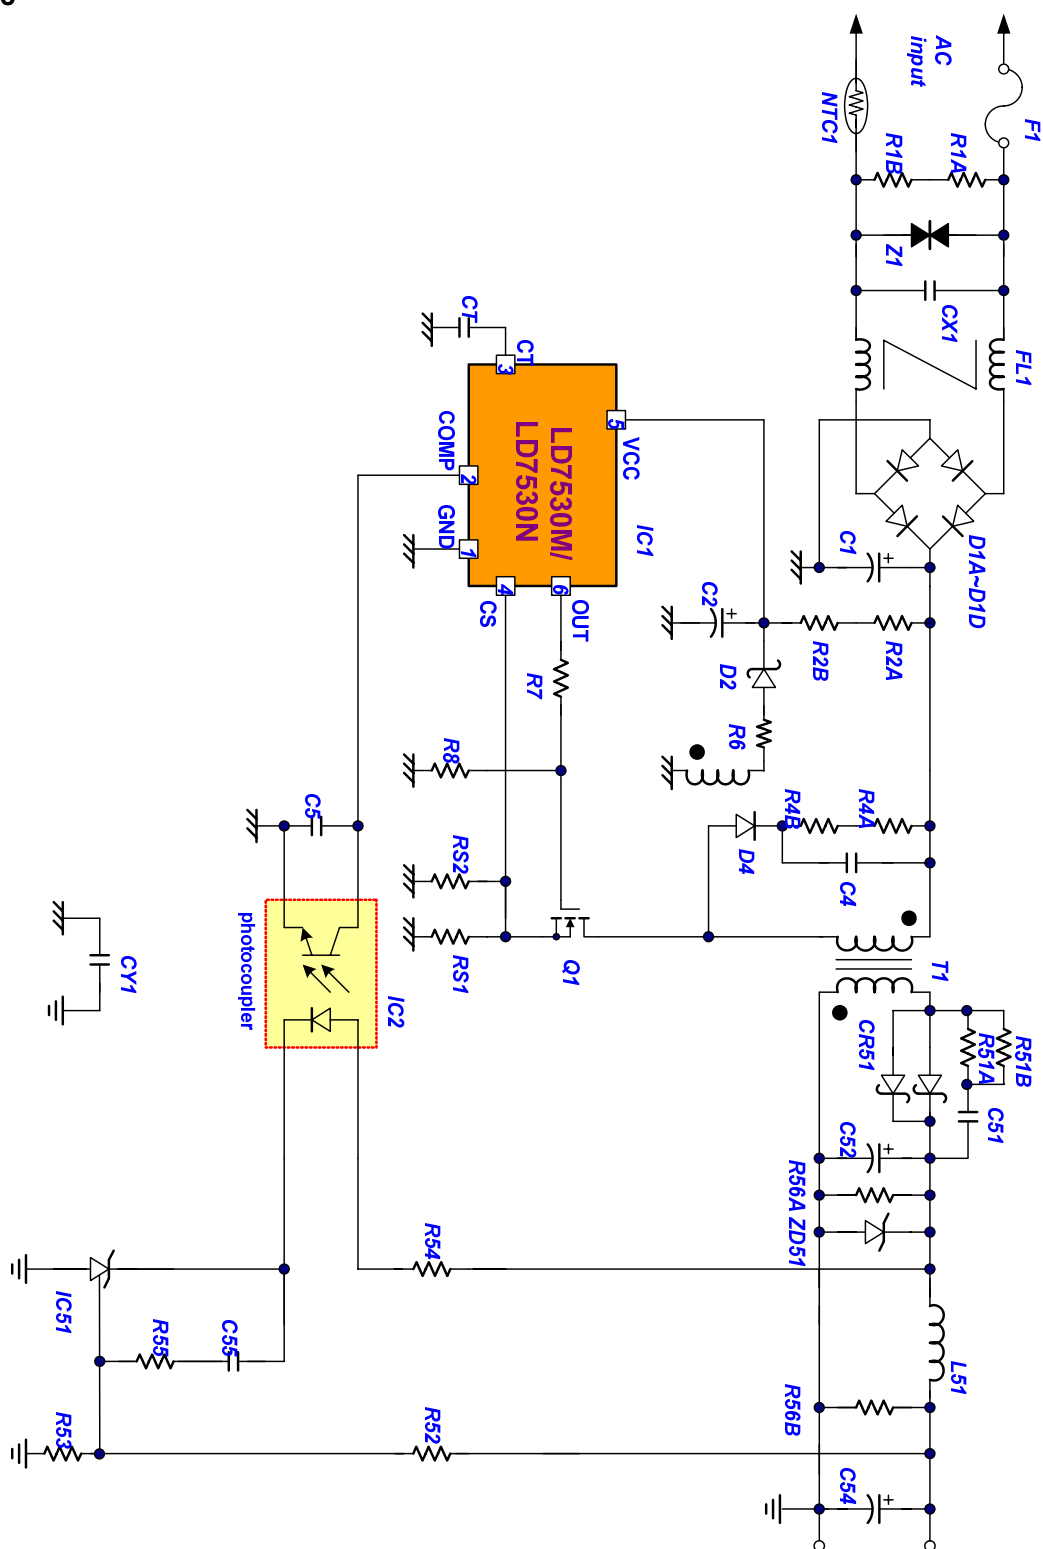 AC
input
F1
NTC1
R1A
R1B
Z1
CX1
FL1
D1A~D1D
C1
R2A
R2B
C2
D2
R6
R4A
R4B
C4
D4
T1
CT
CT
3
COMP
2
GND
1
VCC
5
LD7530M/
LD7530N
IC1
OUT
6
CS
4
R7
R8
RS2
RS1
Q1
C5
photocoupler
IC2
CY1
CR51
R51A
R51B
C51
C52
R56A
ZD51
R54
L51
R56B
IC51
R55
C55
R53
R52
C54